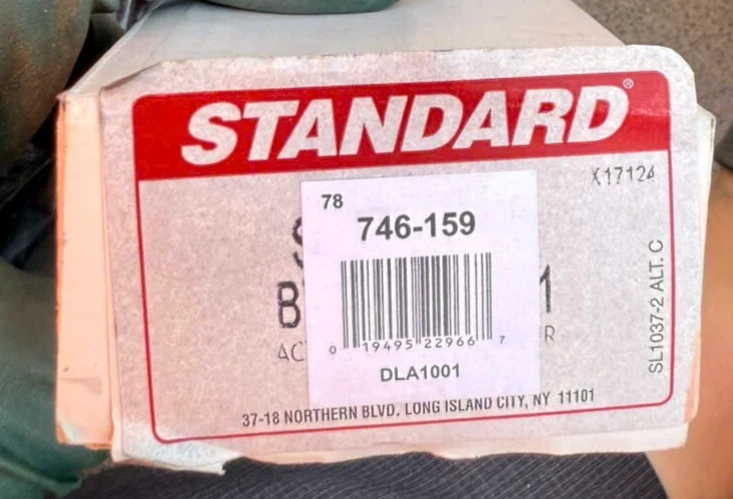 STANDARD®
X17124
78
746-159
0 19495 22966 7
DLA1001
SL1037-2 ALT. C
37-18 NORTHERN BLVD. LONG ISLAND CITY, NY 11101